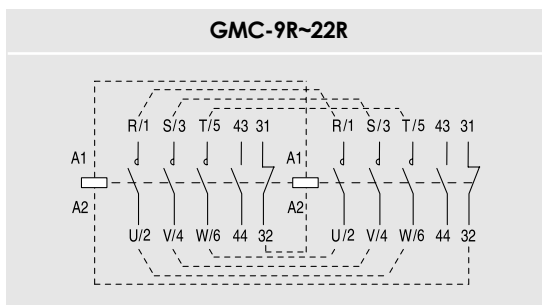 GMC-9R~22R
R/1 S/3 T/5 43 31 R/1 S/3 T/5 43 31
A1 A1
A2 A2
U/2 V/4 W/6 44 32 U/2 V/4 W/6 44 32